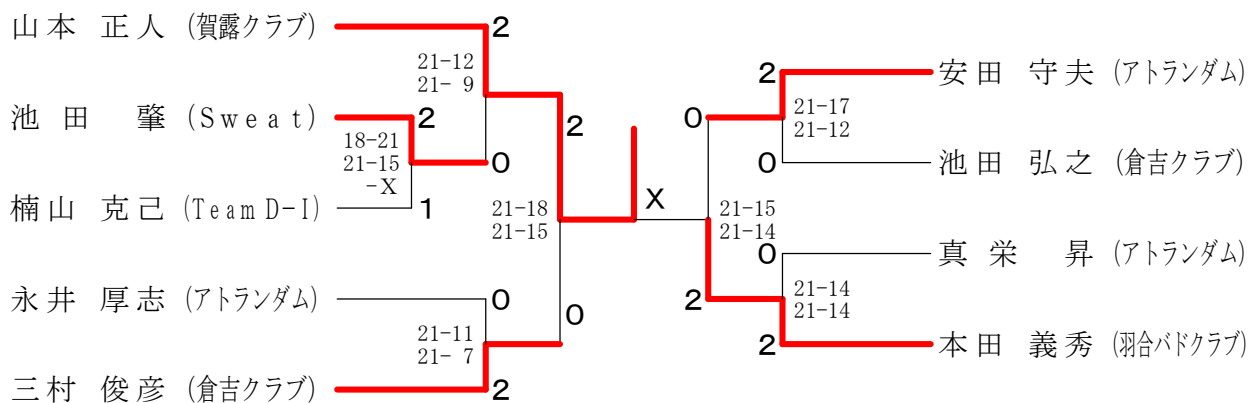 山本 正人 (賀露クラブ)
2
21-12
21- 9
池田 肇 (Sweat)
2
18-21
21-15
-X
0
楠山 克己 (Team D-I)
1
2
21-18
21-15
永井 厚志 (アトランダム)
0
21-11
21- 7
0
三村 俊彦 (倉吉クラブ)
2
X
安田 守夫 (アトランダム)
2
21-17
21-12
0
池田 弘之 (倉吉クラブ)
0
21-15
21-14
真栄 昇 (アトランダム)
0
21-14
21-14
2
本田 義秀 (羽合バドクラブ)
2